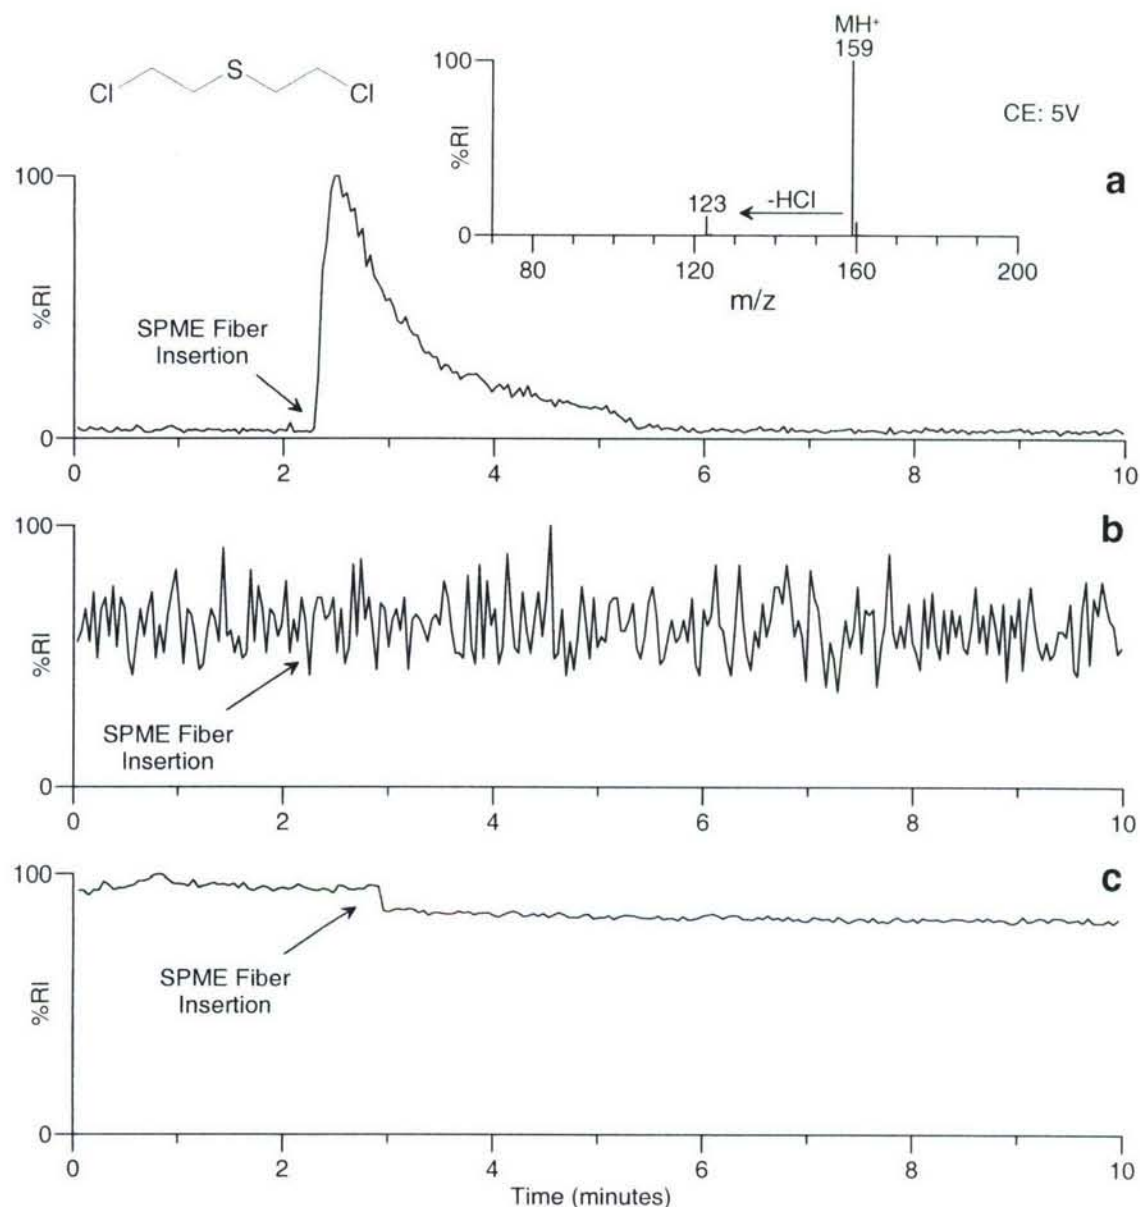 MH⁺
159
100
%RI
0
CE: 5V
123
-HCl
80
120
160
200
m/z
Cl
S
Cl
a
100
%RI
0
SPME Fiber
Insertion
0
2
4
6
8
10
b
100
%RI
0
SPME Fiber
Insertion
0
2
4
6
8
10
c
100
%RI
0
SPME Fiber
Insertion
0
2
4
6
8
10
Time (minutes)